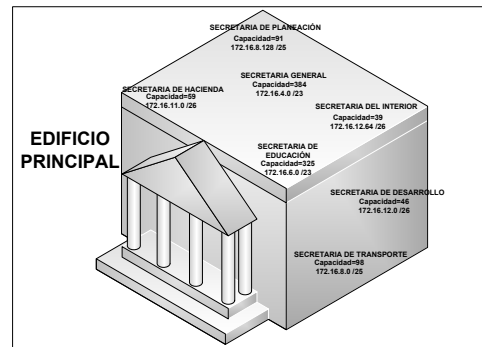 SECRETARIA DE PLANEACIÓN
Capacidad=91
172.16.8.128 /25
SECRETARIA GENERAL
Capacidad=384
172.16.4.0 /23
SECRETARIA DE HACIENDA
Capacidad=59
172.16.11.0 /26
SECRETARIA DEL INTERIOR
Capacidad=39
172.16.12.64 /26
EDIFICIO
PRINCIPAL
SECRETARIA DE
EDUCACIÓN
Capacidad=325
172.16.6.0 /23
SECRETARIA DE DESARROLLO
Capacidad=46
172.16.12.0 /26
SECRETARIA DE TRANSPORTE
Capacidad=98
172.16.8.0 /25